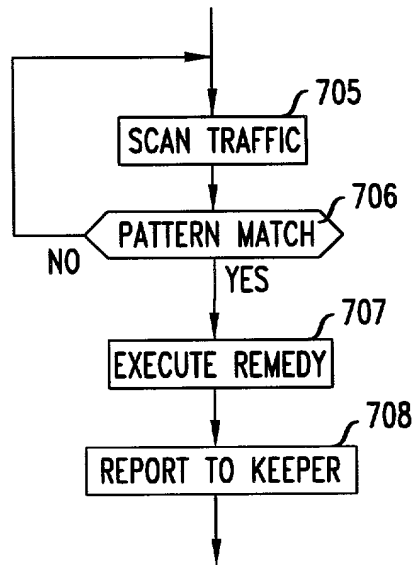 705
SCAN TRAFFIC
706
PATTERN MATCH
NO
YES
707
EXECUTE REMEDY
708
REPORT TO KEEPER